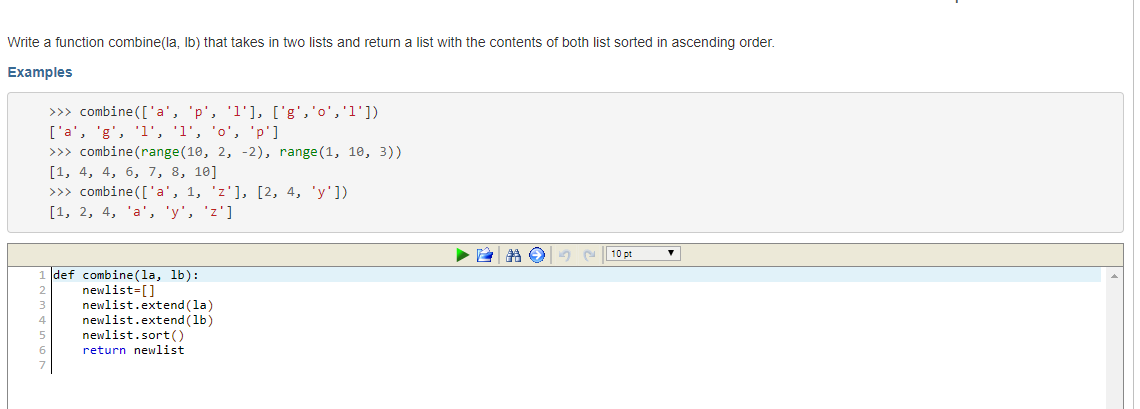 Write a function combine(la, lb) that takes in two lists and return a list with the contents of both list sorted in ascending order.
Examples
>>> combine(['a', 'p', 'l'], ['g','o','l'])
['a', 'g', 'l', 'l', 'o', 'p']
>>> combine(range(10, 2, -2), range(1, 10, 3))
[1, 4, 4, 6, 7, 8, 10]
>>> combine(['a', 1, 'z'], [2, 4, 'y'])
[1, 2, 4, 'a', 'y', 'z']
10 pt
1 def combine(la, lb):
2 newlist=[]
3 newlist.extend(la)
4 newlist.extend(lb)
5 newlist.sort()
6 return newlist
7